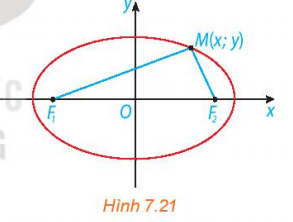 y
M(x; y)
F₁ O F₂ x
Hình 7.21